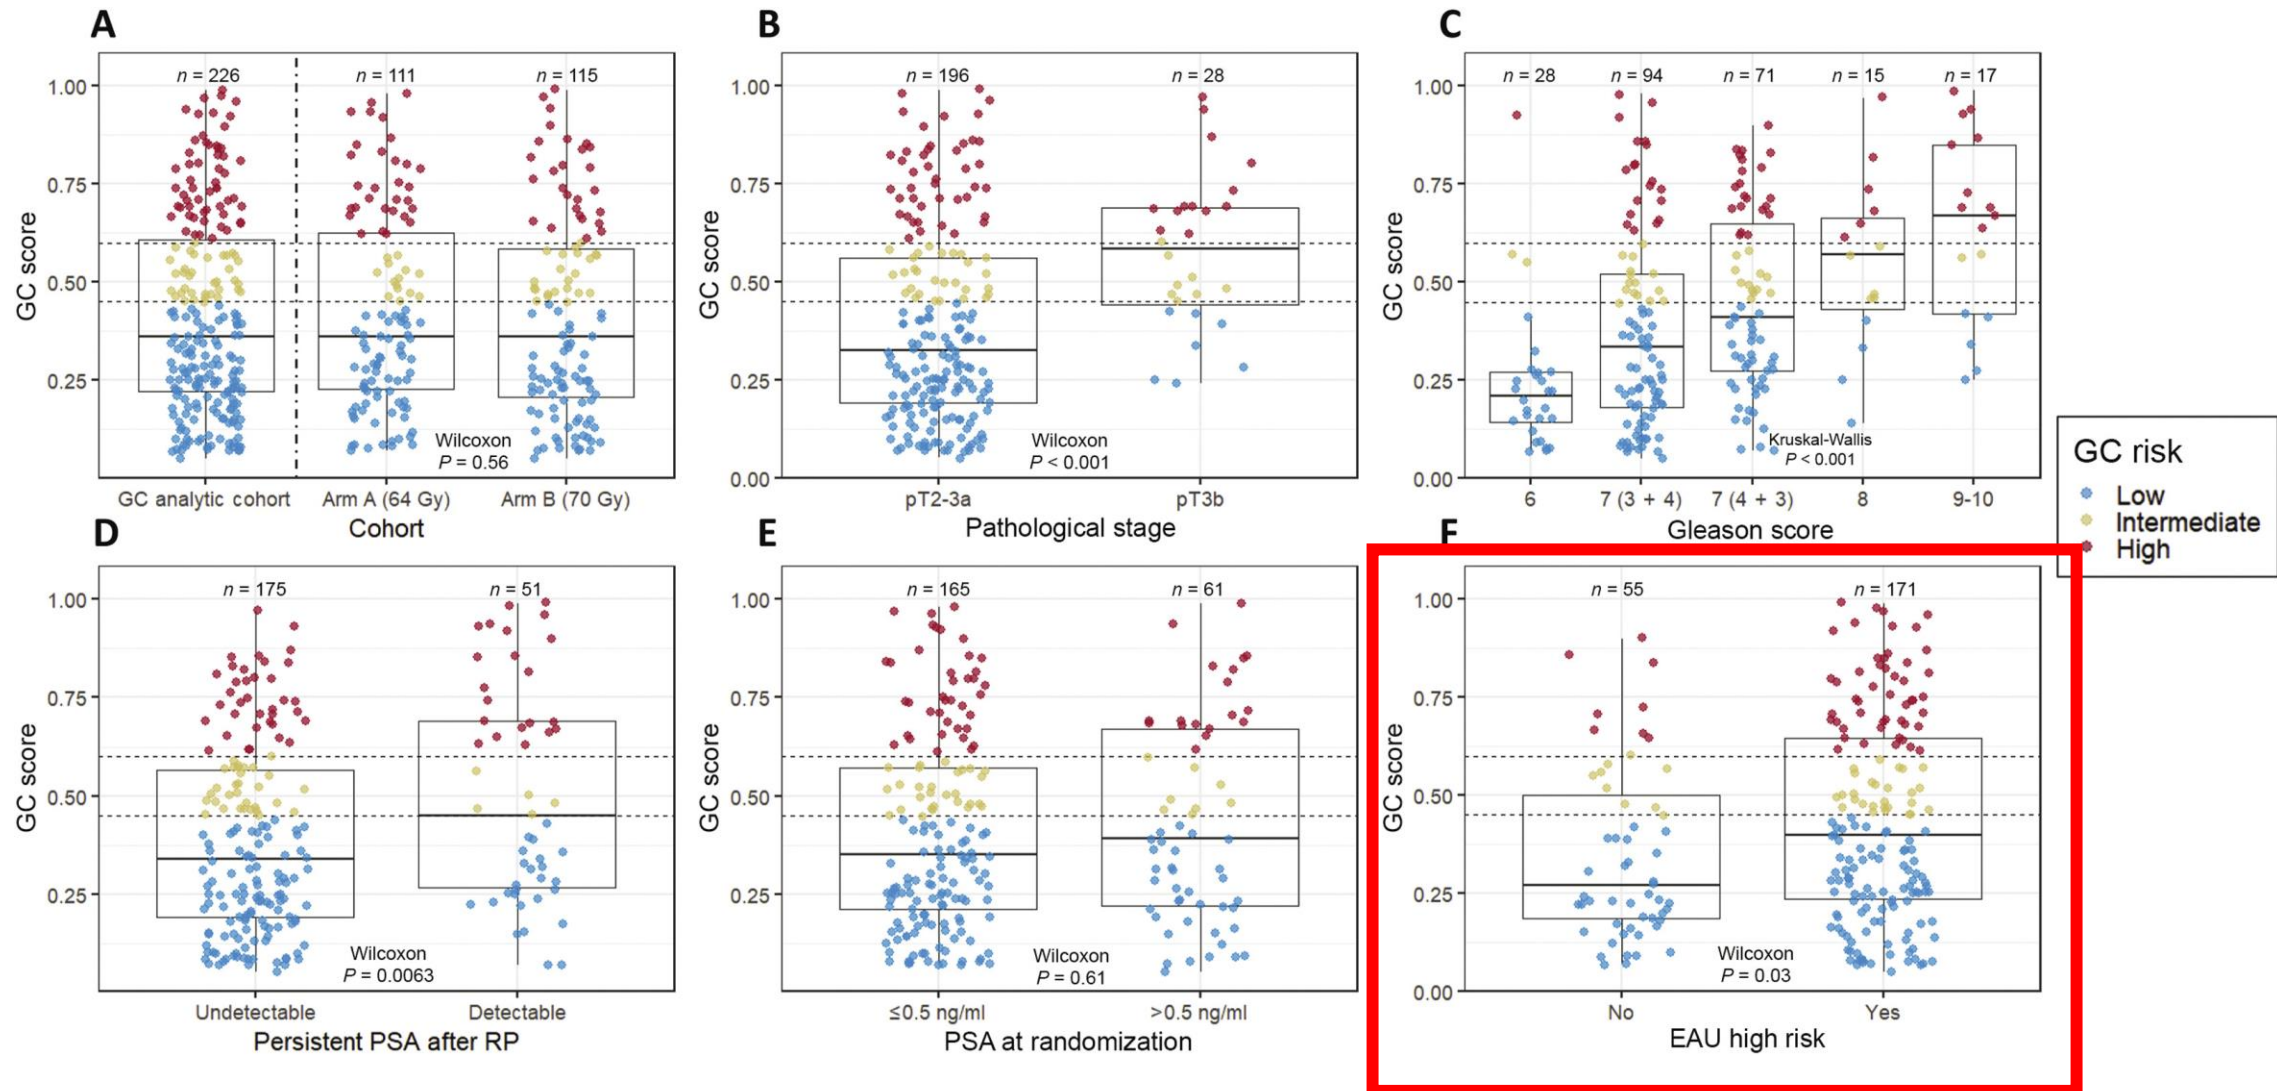 A
n = 226
n = 111
n = 115
1.00
0.75
0.50
0.25
GC score
Wilcoxon
P = 0.56
GC analytic cohort
Arm A (64 Gy)
Arm B (70 Gy)
Cohort
B
n = 196
n = 28
1.00
0.75
0.50
0.25
0.00
GC score
Wilcoxon
P < 0.001
pT2-3a
pT3b
Pathological stage
C
n = 28
n = 94
n = 71
n = 15
n = 17
1.00
0.75
0.50
0.25
0.00
GC score
Kruskal-Wallis
P < 0.001
6
7 (3 + 4)
7 (4 + 3)
8
9-10
Gleason score
GC risk
Low
Intermediate
High
D
n = 175
n = 51
1.00
0.75
0.50
0.25
GC score
Wilcoxon
P = 0.0063
Undetectable
Detectable
Persistent PSA after RP
E
n = 165
n = 61
1.00
0.75
0.50
0.25
GC score
Wilcoxon
P = 0.61
≤0.5 ng/ml
>0.5 ng/ml
PSA at randomization
F
n = 55
n = 171
1.00
0.75
0.50
0.25
0.00
GC score
Wilcoxon
P = 0.03
No
Yes
EAU high risk